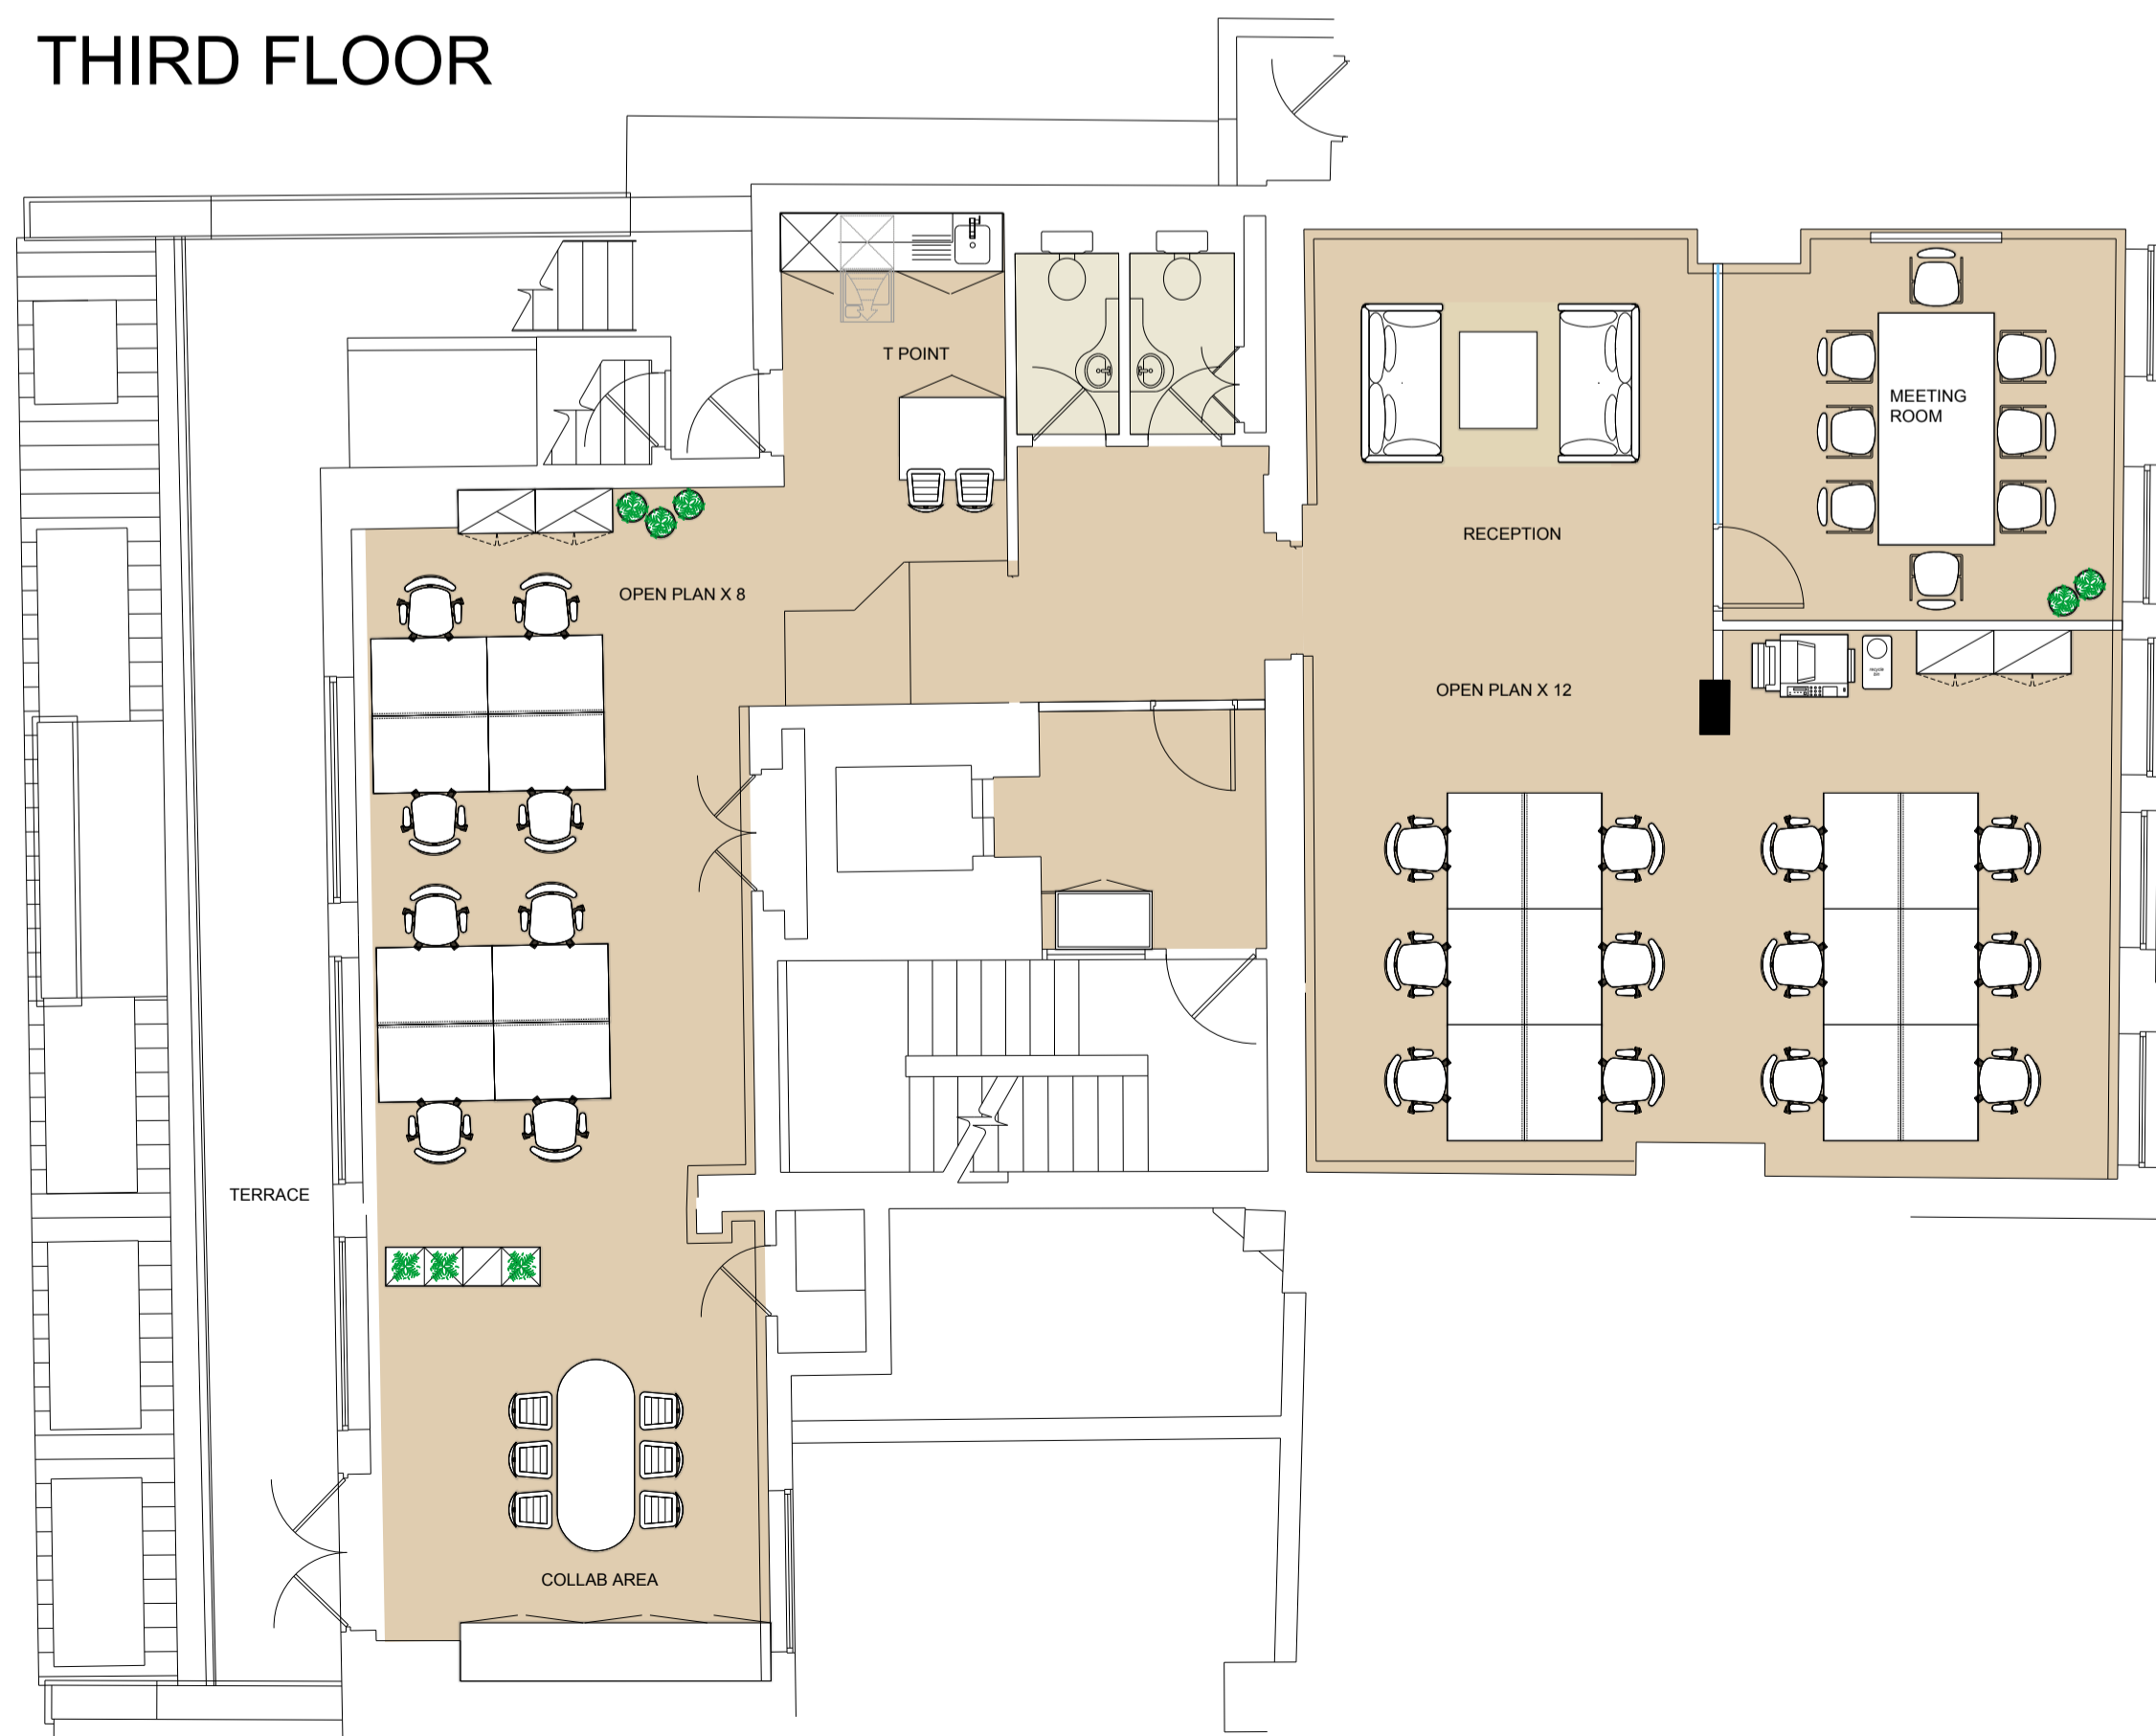 THIRD FLOOR
T POINT
MEETING
ROOM
RECEPTION
OPEN PLAN X 8
OPEN PLAN X 12
TERRACE
COLLAB AREA